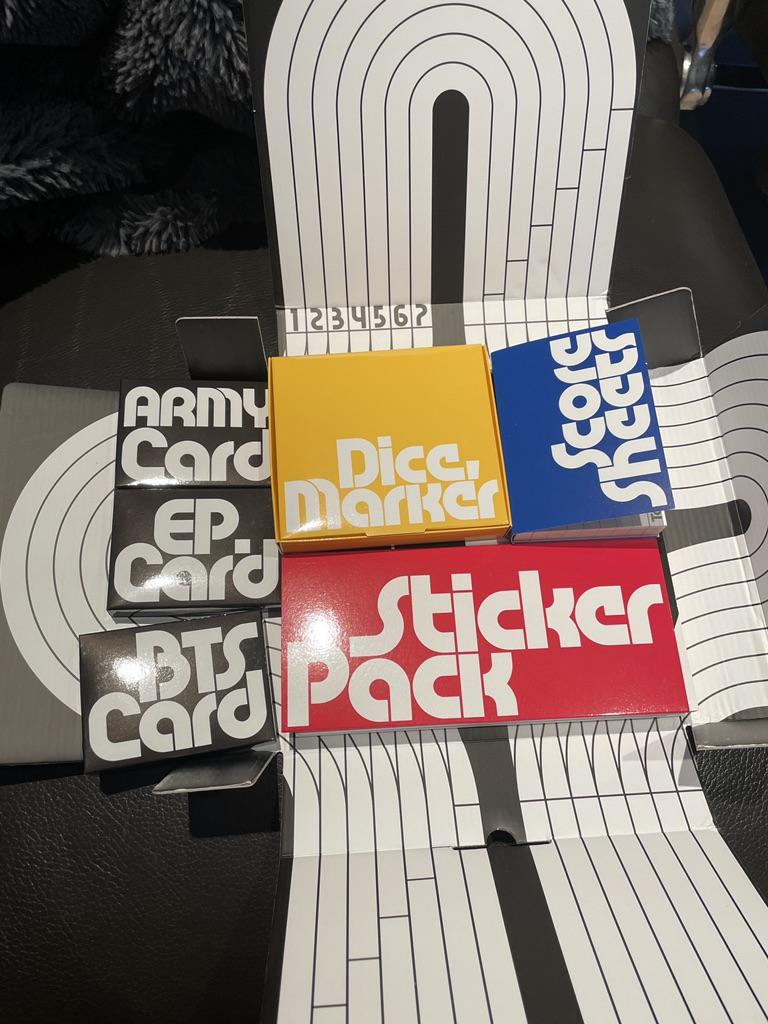 1234567
ARMY
Card
EP.
Card
BTS
Card
Dice,
Marker
Score
Sheets
Sticker
Pack